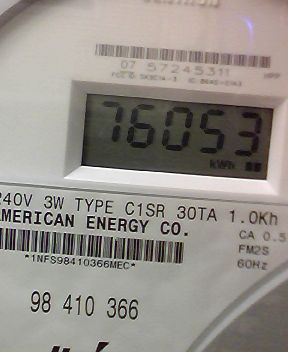 07 57245311
76053
kWh
240V 3W TYPE C1SR 30TA 1.0Kh
AMERICAN ENERGY CO.
CA 0.5
FM2S
60Hz
*1NFS98410366MEC*
98 410 366